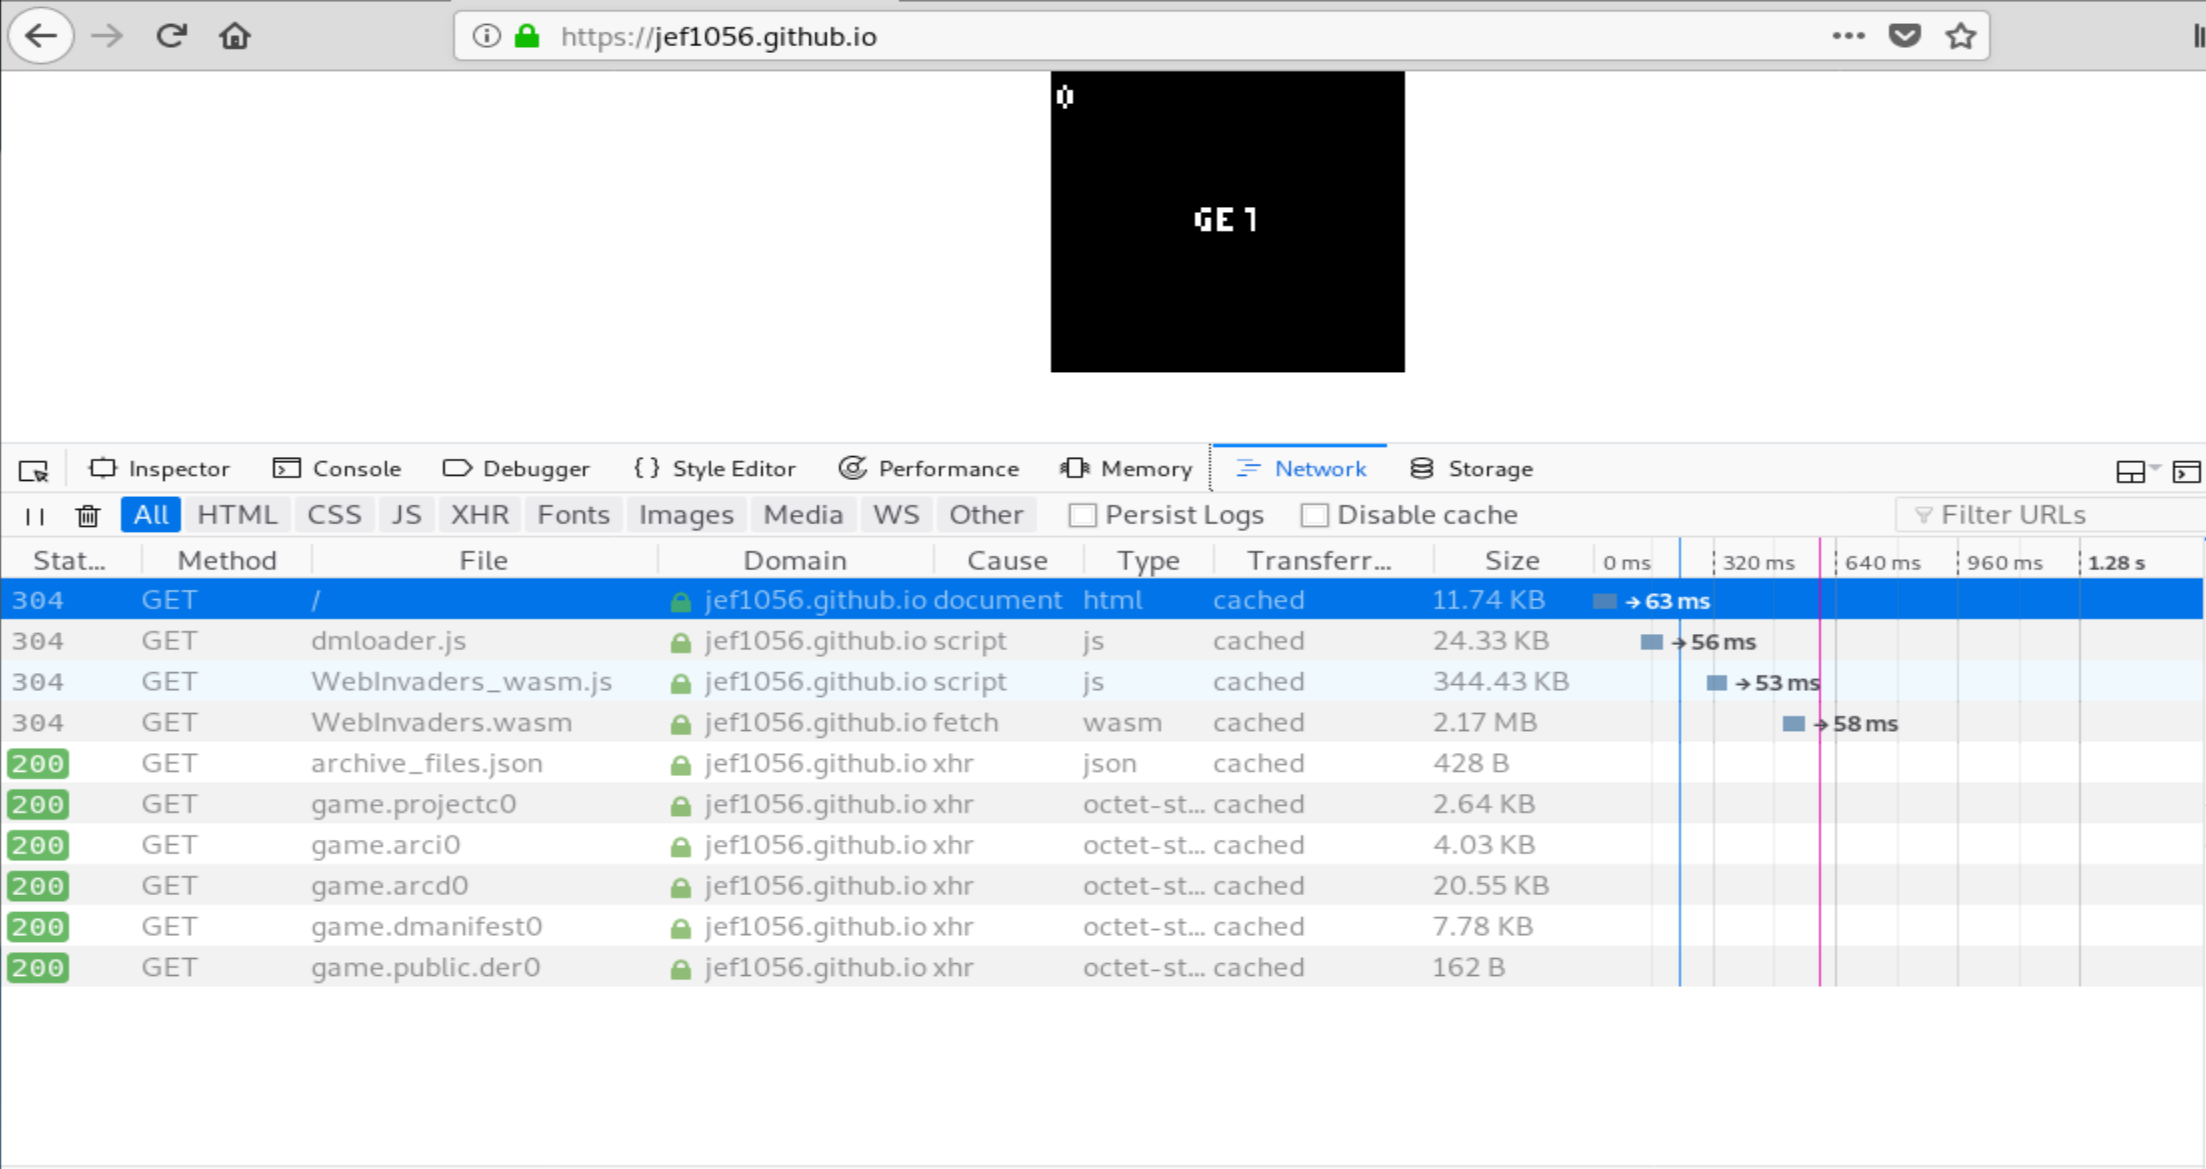 https://jef1056.github.io
0
GET
Inspector Console Debugger { } Style Editor Performance Memory Network Storage
All HTML CSS JS XHR Fonts Images Media WS Other Persist Logs Disable cache Filter URLs
Stat... Method File Domain Cause Type Transferr... Size 0 ms 320 ms 640 ms 960 ms 1.28 s
304 GET / jef1056.github.io document html cached 11.74 KB → 63 ms
304 GET dmloader.js jef1056.github.io script js cached 24.33 KB → 56 ms
304 GET WebInvaders_wasm.js jef1056.github.io script js cached 344.43 KB → 53 ms
304 GET WebInvaders.wasm jef1056.github.io fetch wasm cached 2.17 MB → 58 ms
200 GET archive_files.json jef1056.github.io xhr json cached 428 B
200 GET game.projectc0 jef1056.github.io xhr octet-st... cached 2.64 KB
200 GET game.arci0 jef1056.github.io xhr octet-st... cached 4.03 KB
200 GET game.arcd0 jef1056.github.io xhr octet-st... cached 20.55 KB
200 GET game.dmanifest0 jef1056.github.io xhr octet-st... cached 7.78 KB
200 GET game.public.der0 jef1056.github.io xhr octet-st... cached 162 B